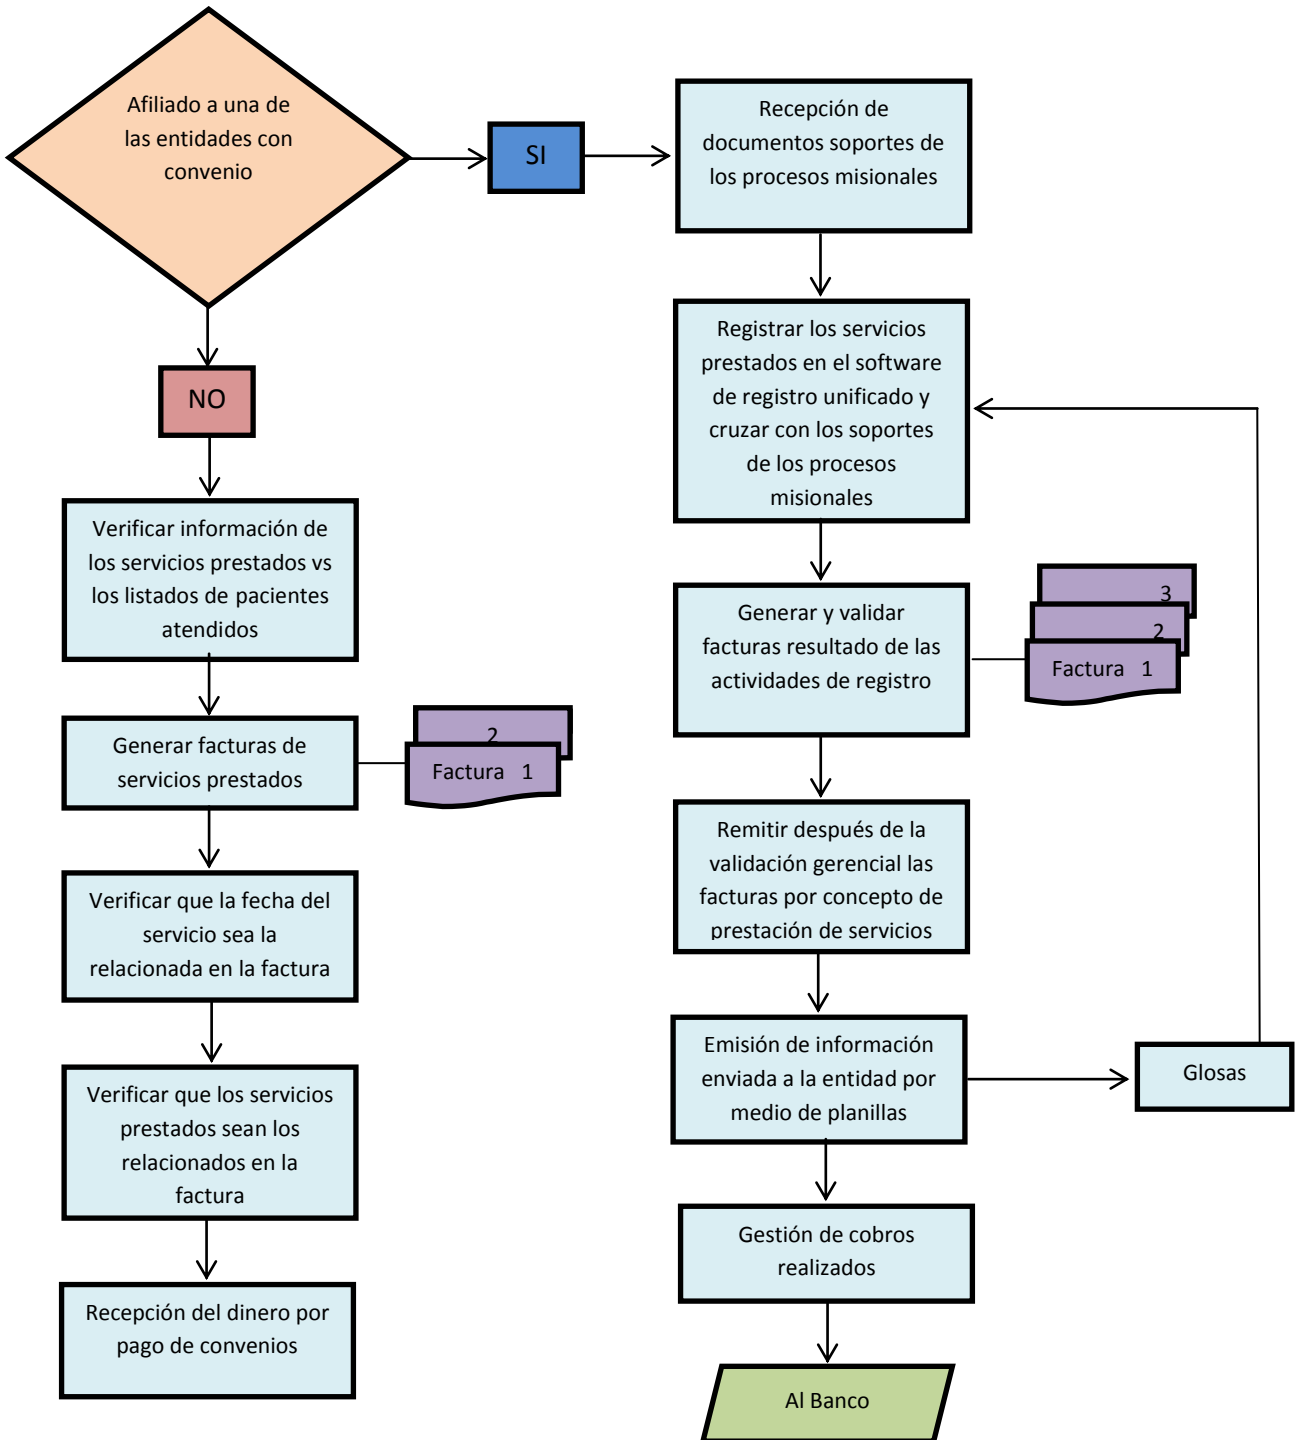 Afiliado a una de
las entidades con
convenio
SI
Recepción de
documentos soportes de
los procesos misionales
NO
Registrar los servicios
prestados en el software
de registro unificado y
cruzar con los soportes
de los procesos
misionales
Verificar información de
los servicios prestados vs
los listados de pacientes
atendidos
Generar y validar
facturas resultado de las
actividades de registro
3
2
Factura 1
Generar facturas de
servicios prestados
2
Factura 1
Remitir después de la
validación gerencial las
facturas por concepto de
prestación de servicios
Verificar que la fecha del
servicio sea la
relacionada en la factura
Emisión de información
enviada a la entidad por
medio de planillas
Glosas
Verificar que los servicios
prestados sean los
relacionados en la
factura
Gestión de cobros
realizados
Recepción del dinero por
pago de convenios
Al Banco